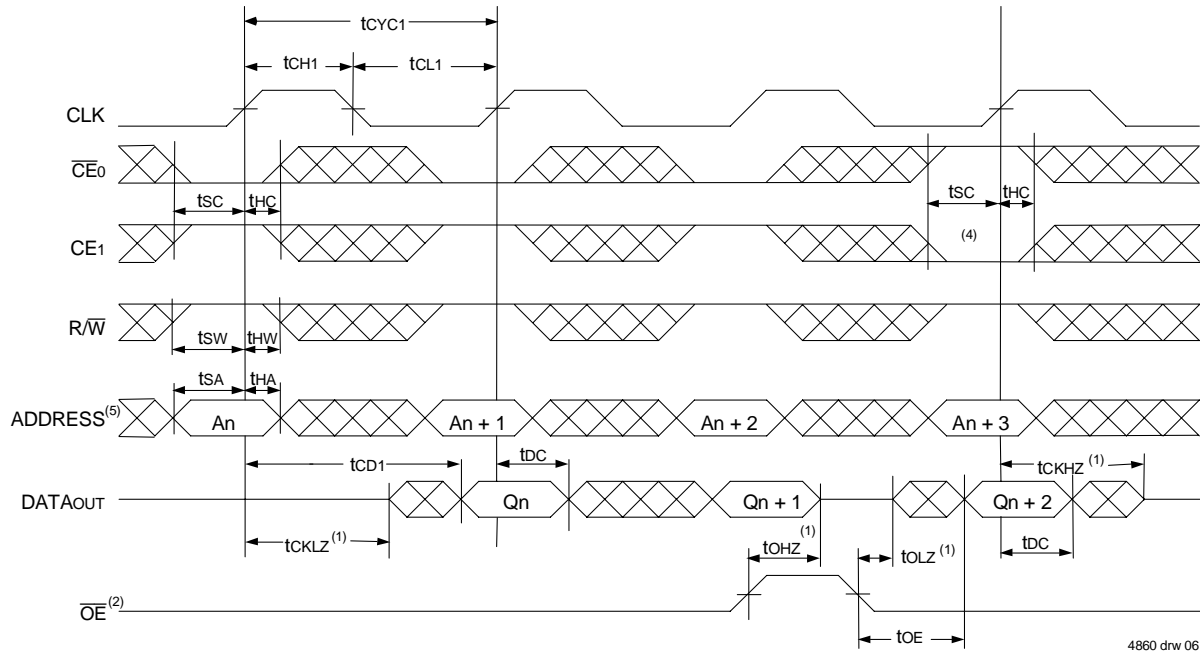 tCYC1
tCH1
tCL1
CLK
CE0
tSC
tHC
tSC
tHC
CE1
(4)
R/W
tSW
tHW
tSA
tHA
ADDRESS(5)
An
An + 1
An + 2
An + 3
tCD1
tDC
tCKHZ (1)
DATAOUT
Qn
Qn + 1
Qn + 2
tCKLZ (1)
tOHZ (1)
tOLZ (1)
tDC
OE (2)
tOE
4860 drw 06